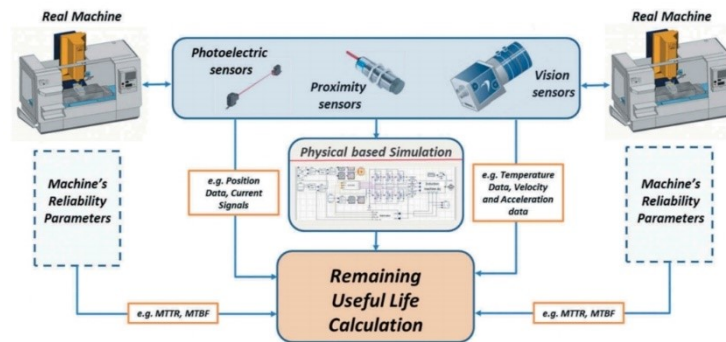 Real Machine
Real Machine
Photoelectric
sensors
Proximity
sensors
Vision
sensors
Physical based Simulation
Machine's
Reliability
Parameters
e.g. Position
Data, Current
Signals
e.g. Temperature
Data, Velocity
and Acceleration
data
Machine's
Reliability
Parameters
Remaining
Useful Life
Calculation
e.g. MTTR, MTBF
e.g. MTTR, MTBF